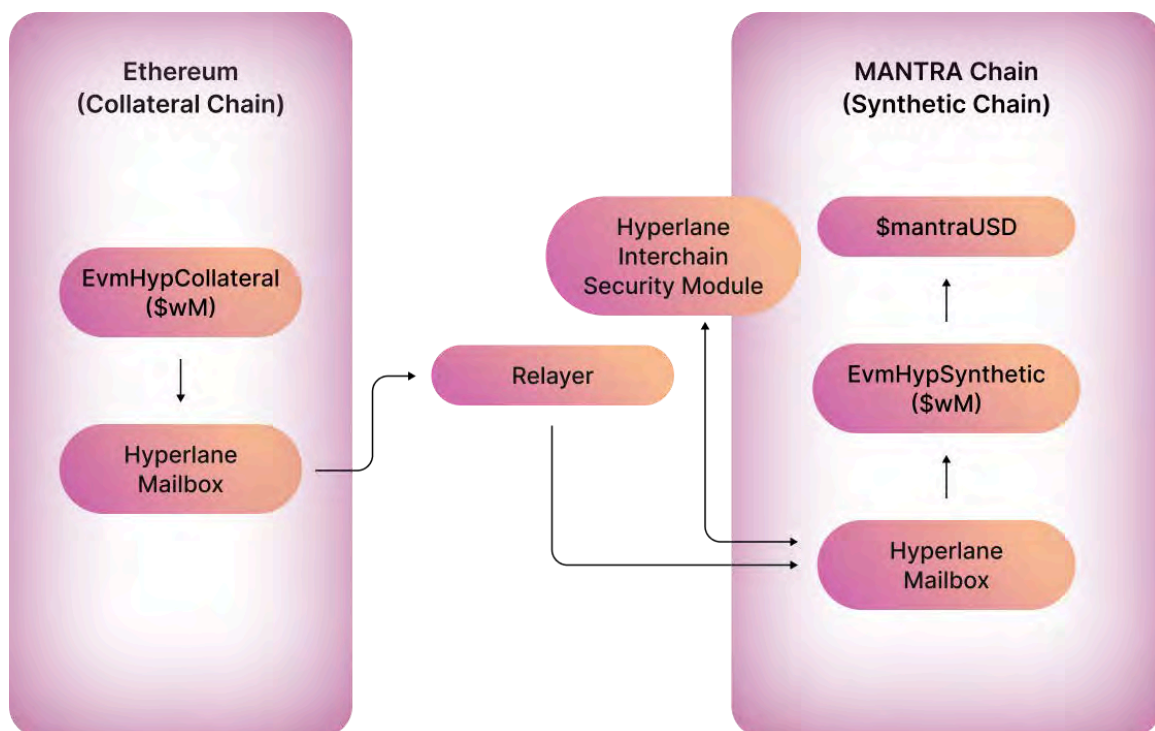 Ethereum
(Collateral Chain)
EvmHypCollateral
($wM)
Hyperlane
Mailbox
Relayer
Hyperlane
Interchain
Security Module
MANTRA Chain
(Synthetic Chain)
$mantraUSD
EvmHypSynthetic
($wM)
Hyperlane
Mailbox